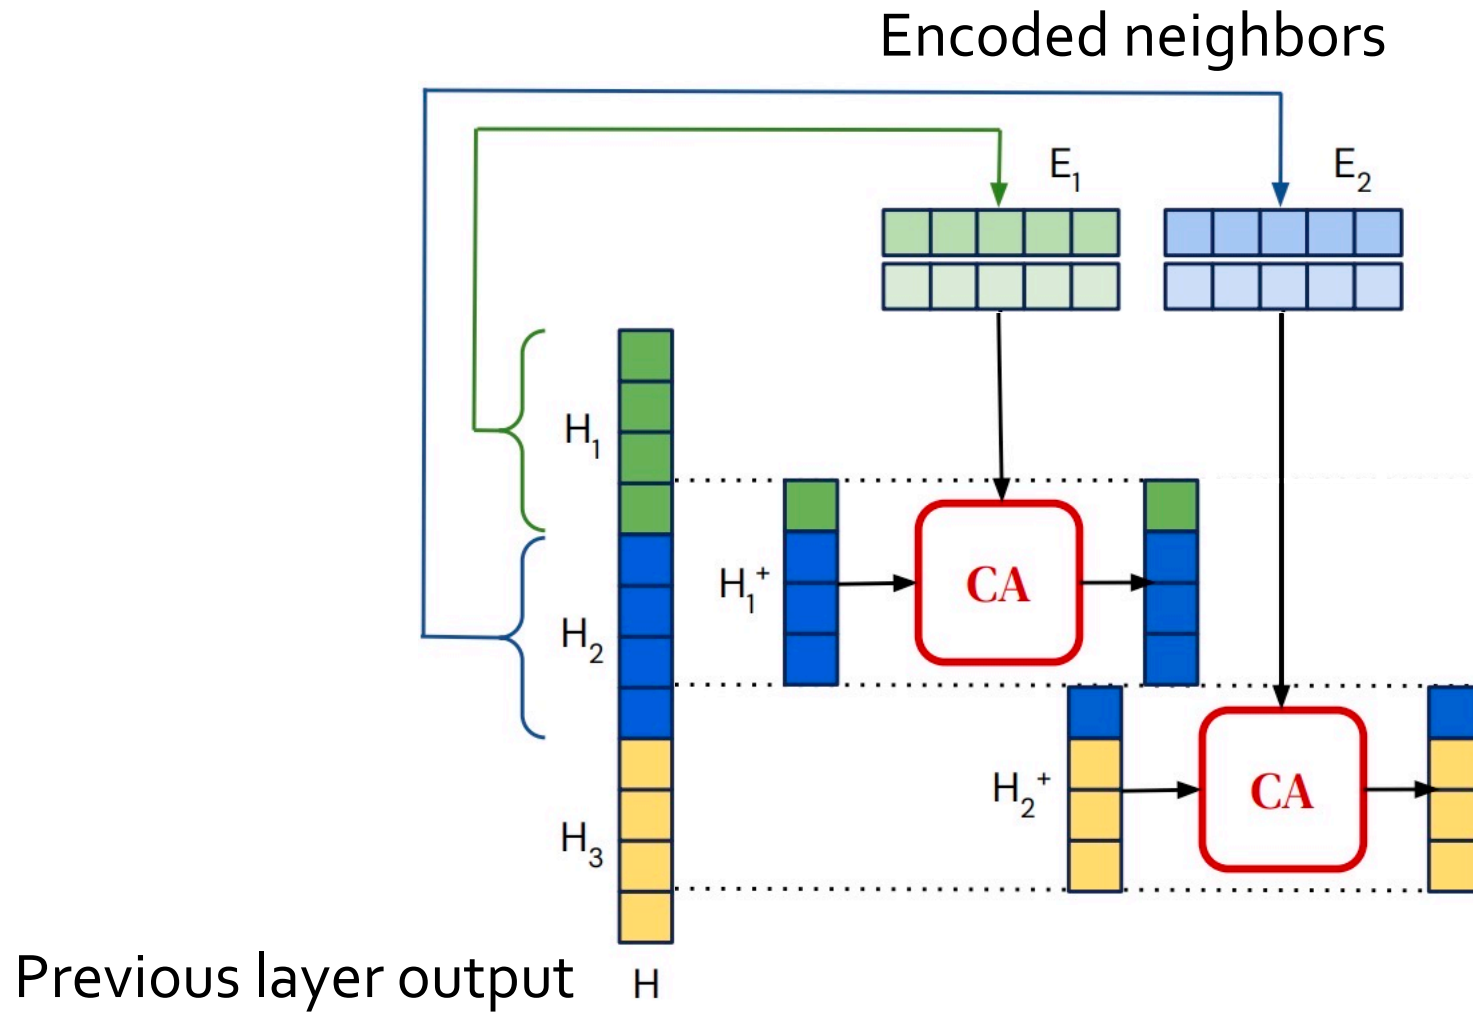 Encoded neighbors
E₁
E₂
H₁
H₁⁺
CA
H₂
H₂⁺
CA
H₃
Previous layer output
H